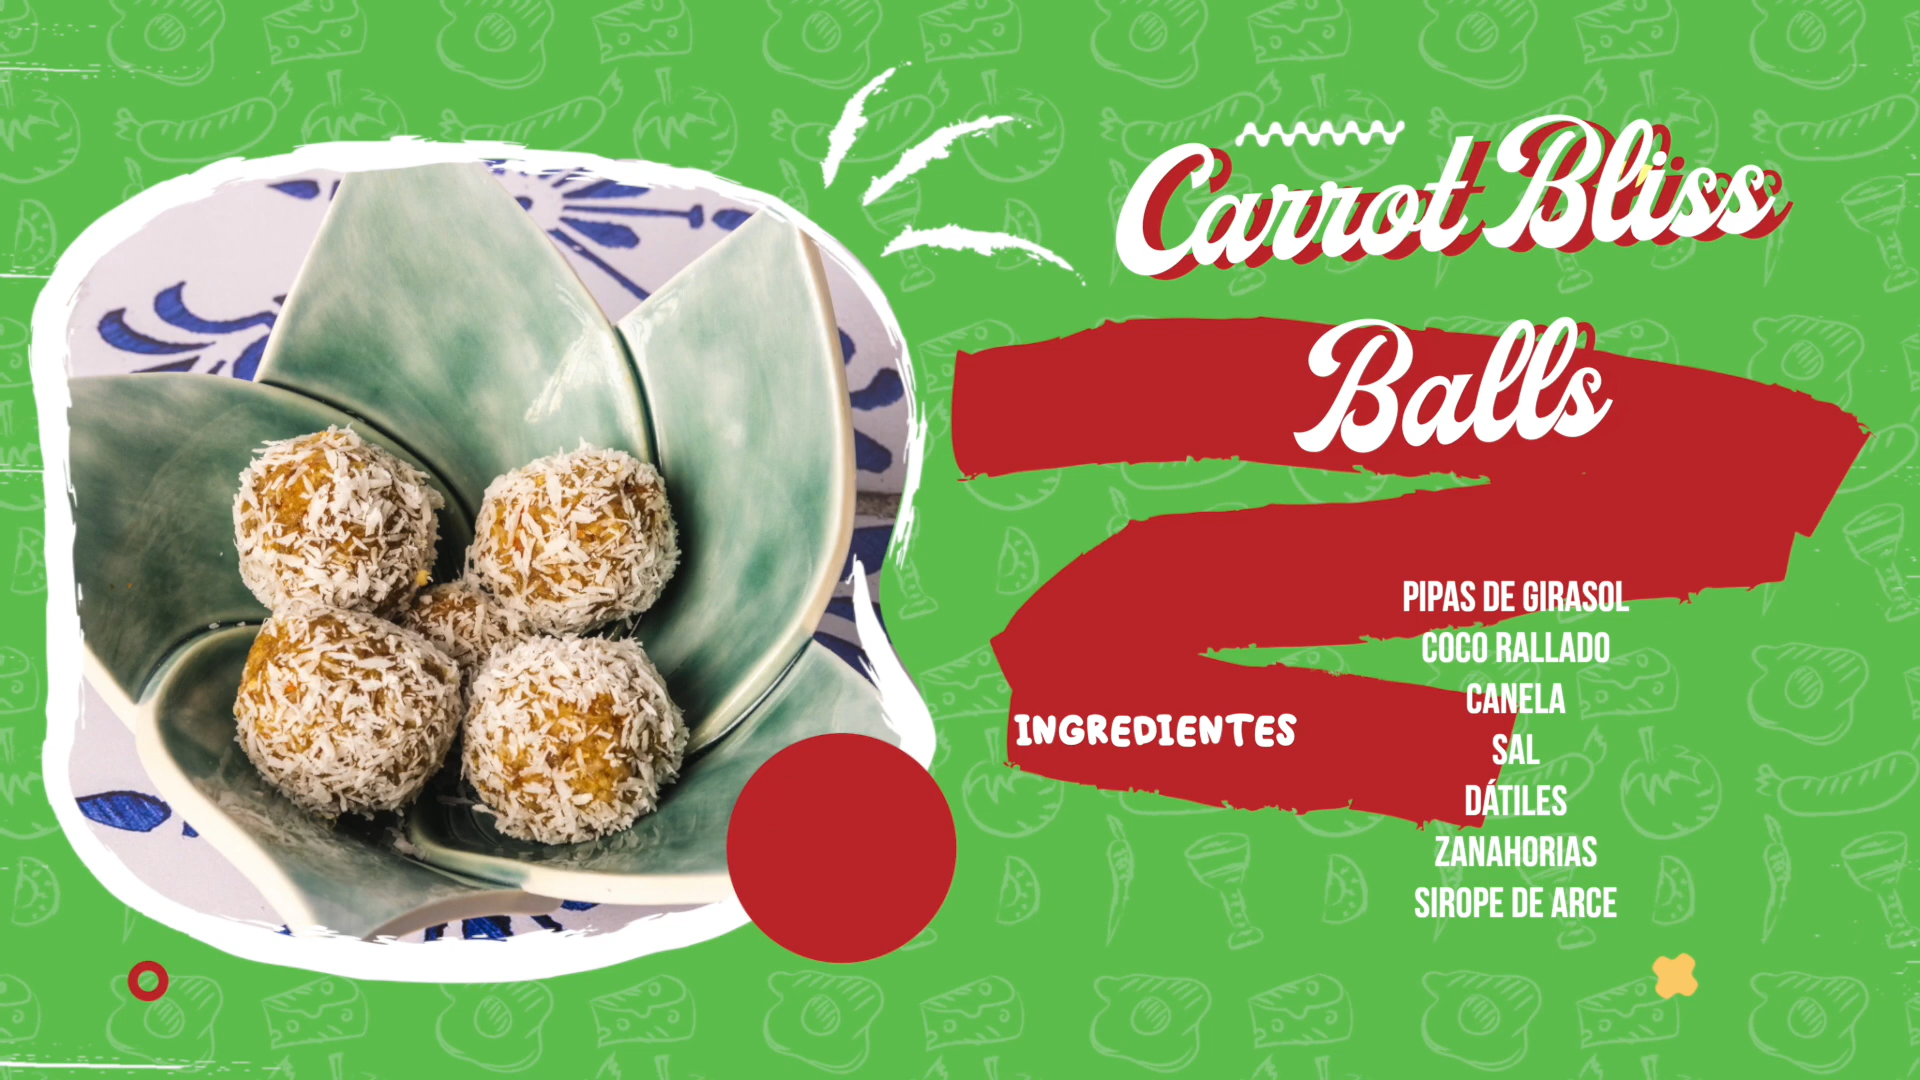 Carrot Bliss
Balls
INGREDIENTES
PIPAS DE GIRASOL
COCO RALLADO
CANELA
SAL
DÁTILES
ZANAHORIAS
SIROPE DE ARCE